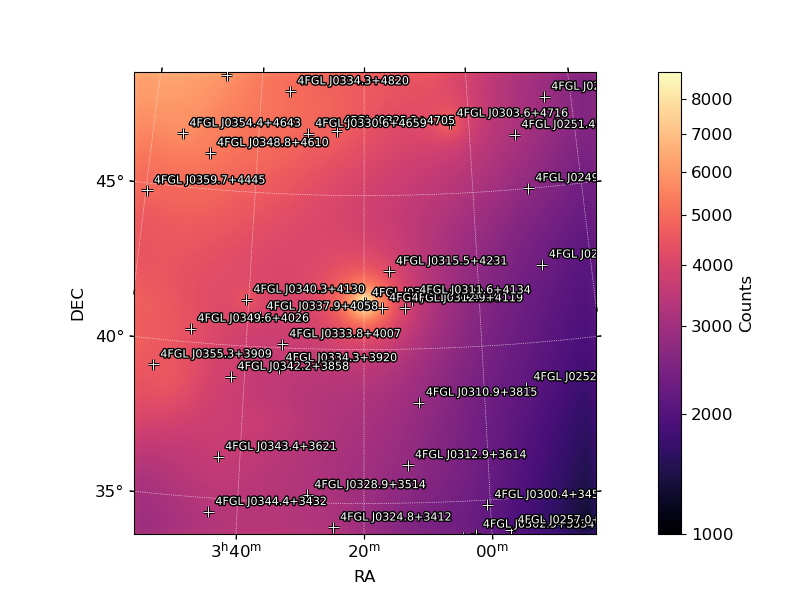 4FGL J0334.3+4820
4FGL J0354.4+4643
4FGL J0330.6+4659
4705
4FGL J0303.6+4716
4FGL J0251.4
4FGL J0348.8+4610
4FGL J0359.7+4445
4FGL J0249
45°
4FGL J0315.5+4231
4FGL J02
4FGL J0340.3+4130
4FGL J0311.6+4134
4FGL J0337.9+4058
4FGL J0312.9+4119
4FGL J0349.6+4026
4FGL J0333.8+4007
40°
4FGL J0355.3+3909
4FGL J0334.3+3920
4FGL J0342.2+3858
4FGL J0252
4FGL J0310.9+3815
4FGL J0343.4+3621
4FGL J0312.9+3614
35°
4FGL J0328.9+3514
4FGL J0344.4+3432
4FGL J0300.4+345
4FGL J0324.8+3412
4FGL J0257.0
3h40m 20m 00m
RA
DEC
8000
7000
6000
5000
4000
3000
2000
1000
Counts